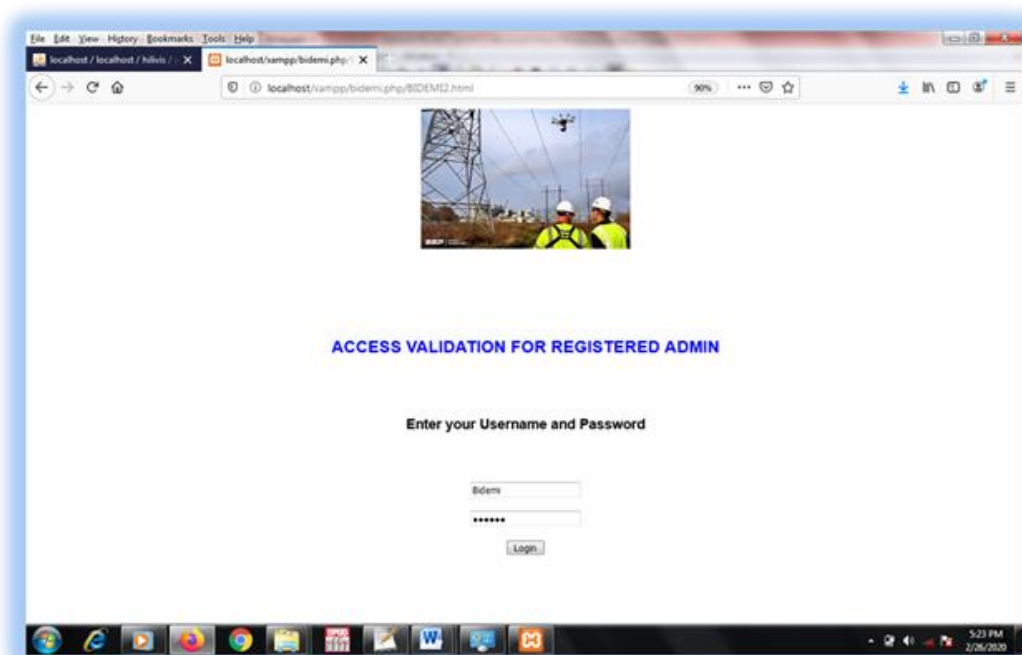 File Edit View History Bookmarks Tools Help
localhost / localhost / hilivis /
localhost/xampp/bidemi.php/
localhost/xampp/bidemi.php/BIDEMI2.html
90%
ACCESS VALIDATION FOR REGISTERED ADMIN
Enter your Username and Password
Bidemi
••••••
Login
5:23 PM
2/26/2020